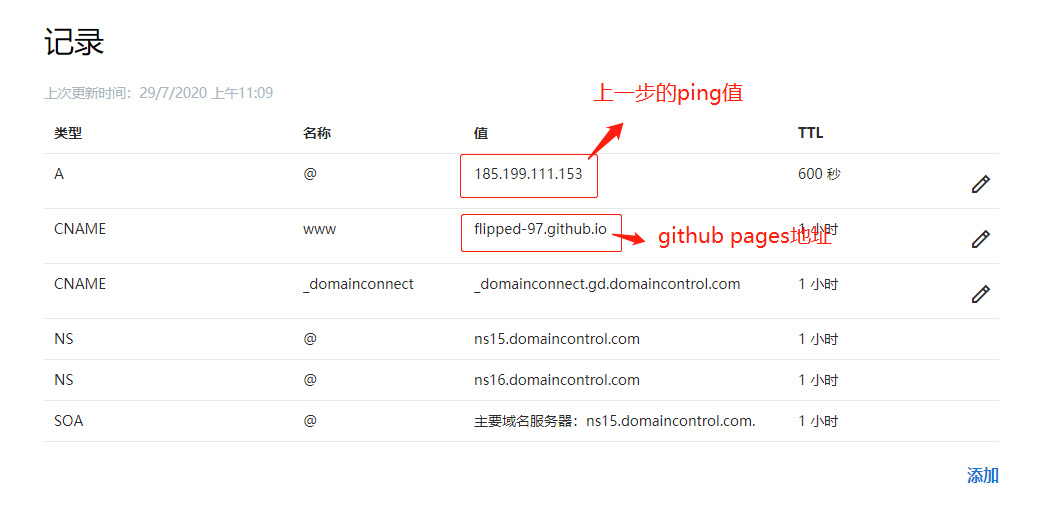 记录
上次更新时间：29/7/2020 上午11:09
上一步的ping值
类型 名称 值 TTL
A @ 185.199.111.153 600 秒
CNAME www flipped-97.github.io 1 小时
github pages地址
CNAME _domainconnect _domainconnect.gd.domaincontrol.com 1 小时
NS @ ns15.domaincontrol.com 1 小时
NS @ ns16.domaincontrol.com 1 小时
SOA @ 主要域名服务器：ns15.domaincontrol.com. 1 小时
添加